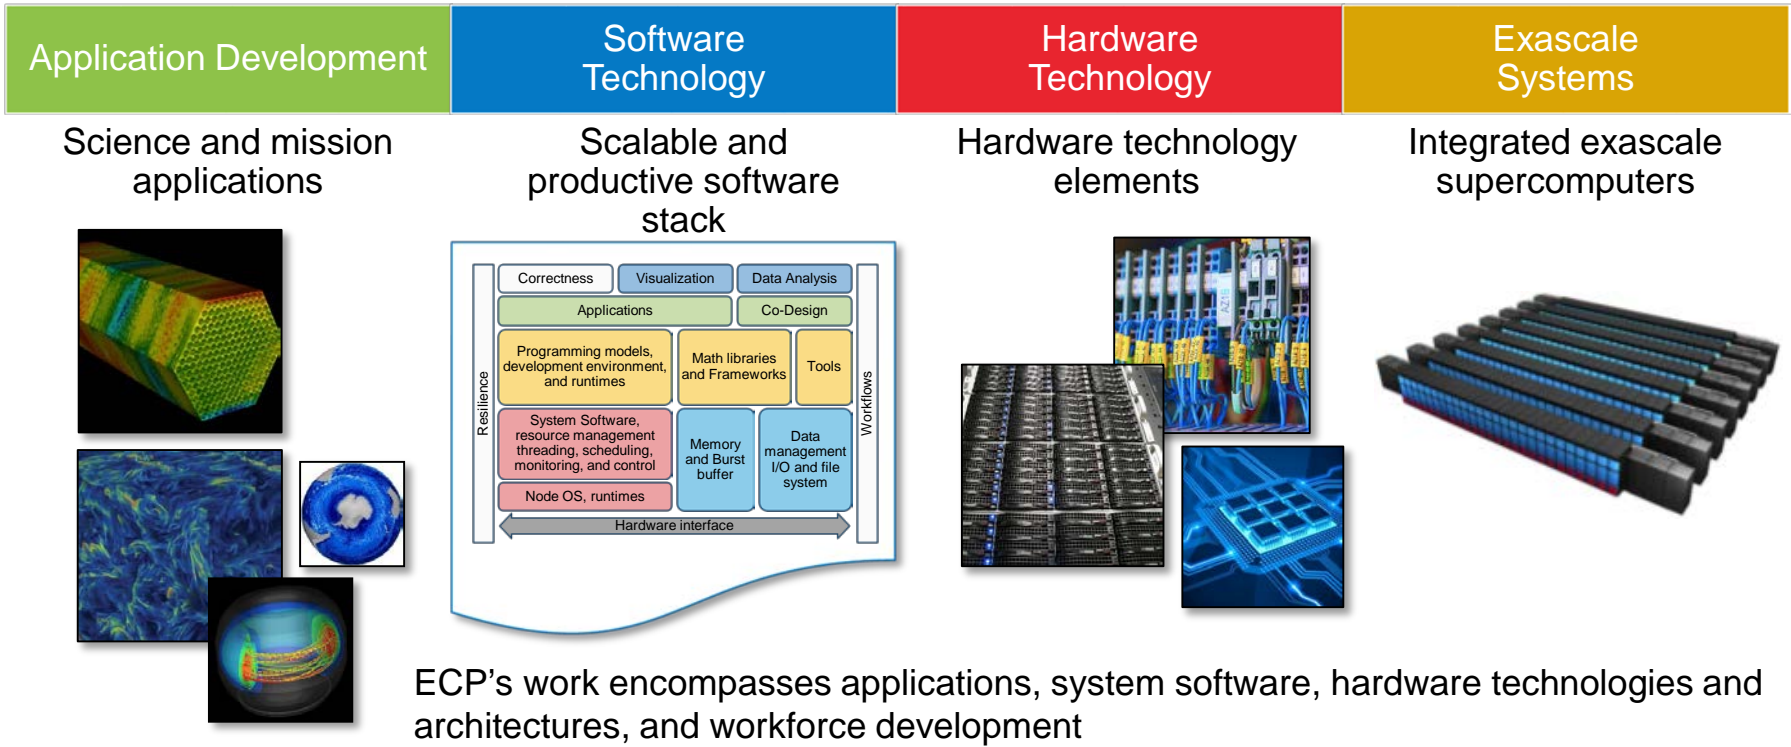 Application Development
Software
Technology
Hardware
Technology
Exascale
Systems
Science and mission
applications
Scalable and
productive software
stack
Hardware technology
elements
Integrated exascale
supercomputers
Resilience
Correctness
Visualization
Data Analysis
Applications
Co-Design
Programming models,
development environment,
and runtimes
Math libraries
and Frameworks
Tools
System Software,
resource management
threading, scheduling,
monitoring, and control
Memory
and Burst
buffer
Data
management
I/O and file
system
Node OS, runtimes
Hardware interface
Workflows
AZ1B
ECP’s work encompasses applications, system software, hardware technologies and
architectures, and workforce development